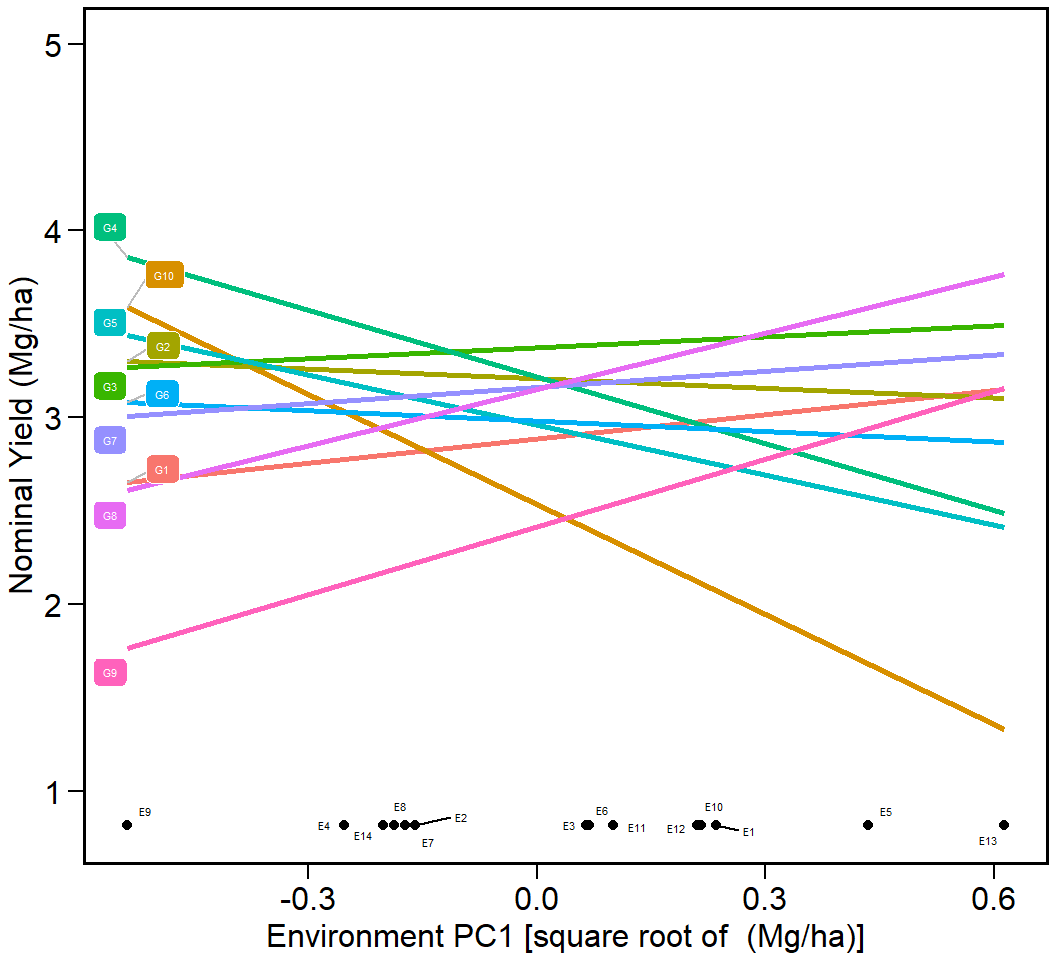 Nominal Yield (Mg/ha)
5
4
3
2
1
G4
G10
G5
G2
G3
G6
G7
G1
G8
G9
E9
E4
E14
E8
E7
E2
E3
E6
E11
E12
E10
E1
E5
E13
-0.3
0.0
0.3
0.6
Environment PC1 [square root of  (Mg/ha)]